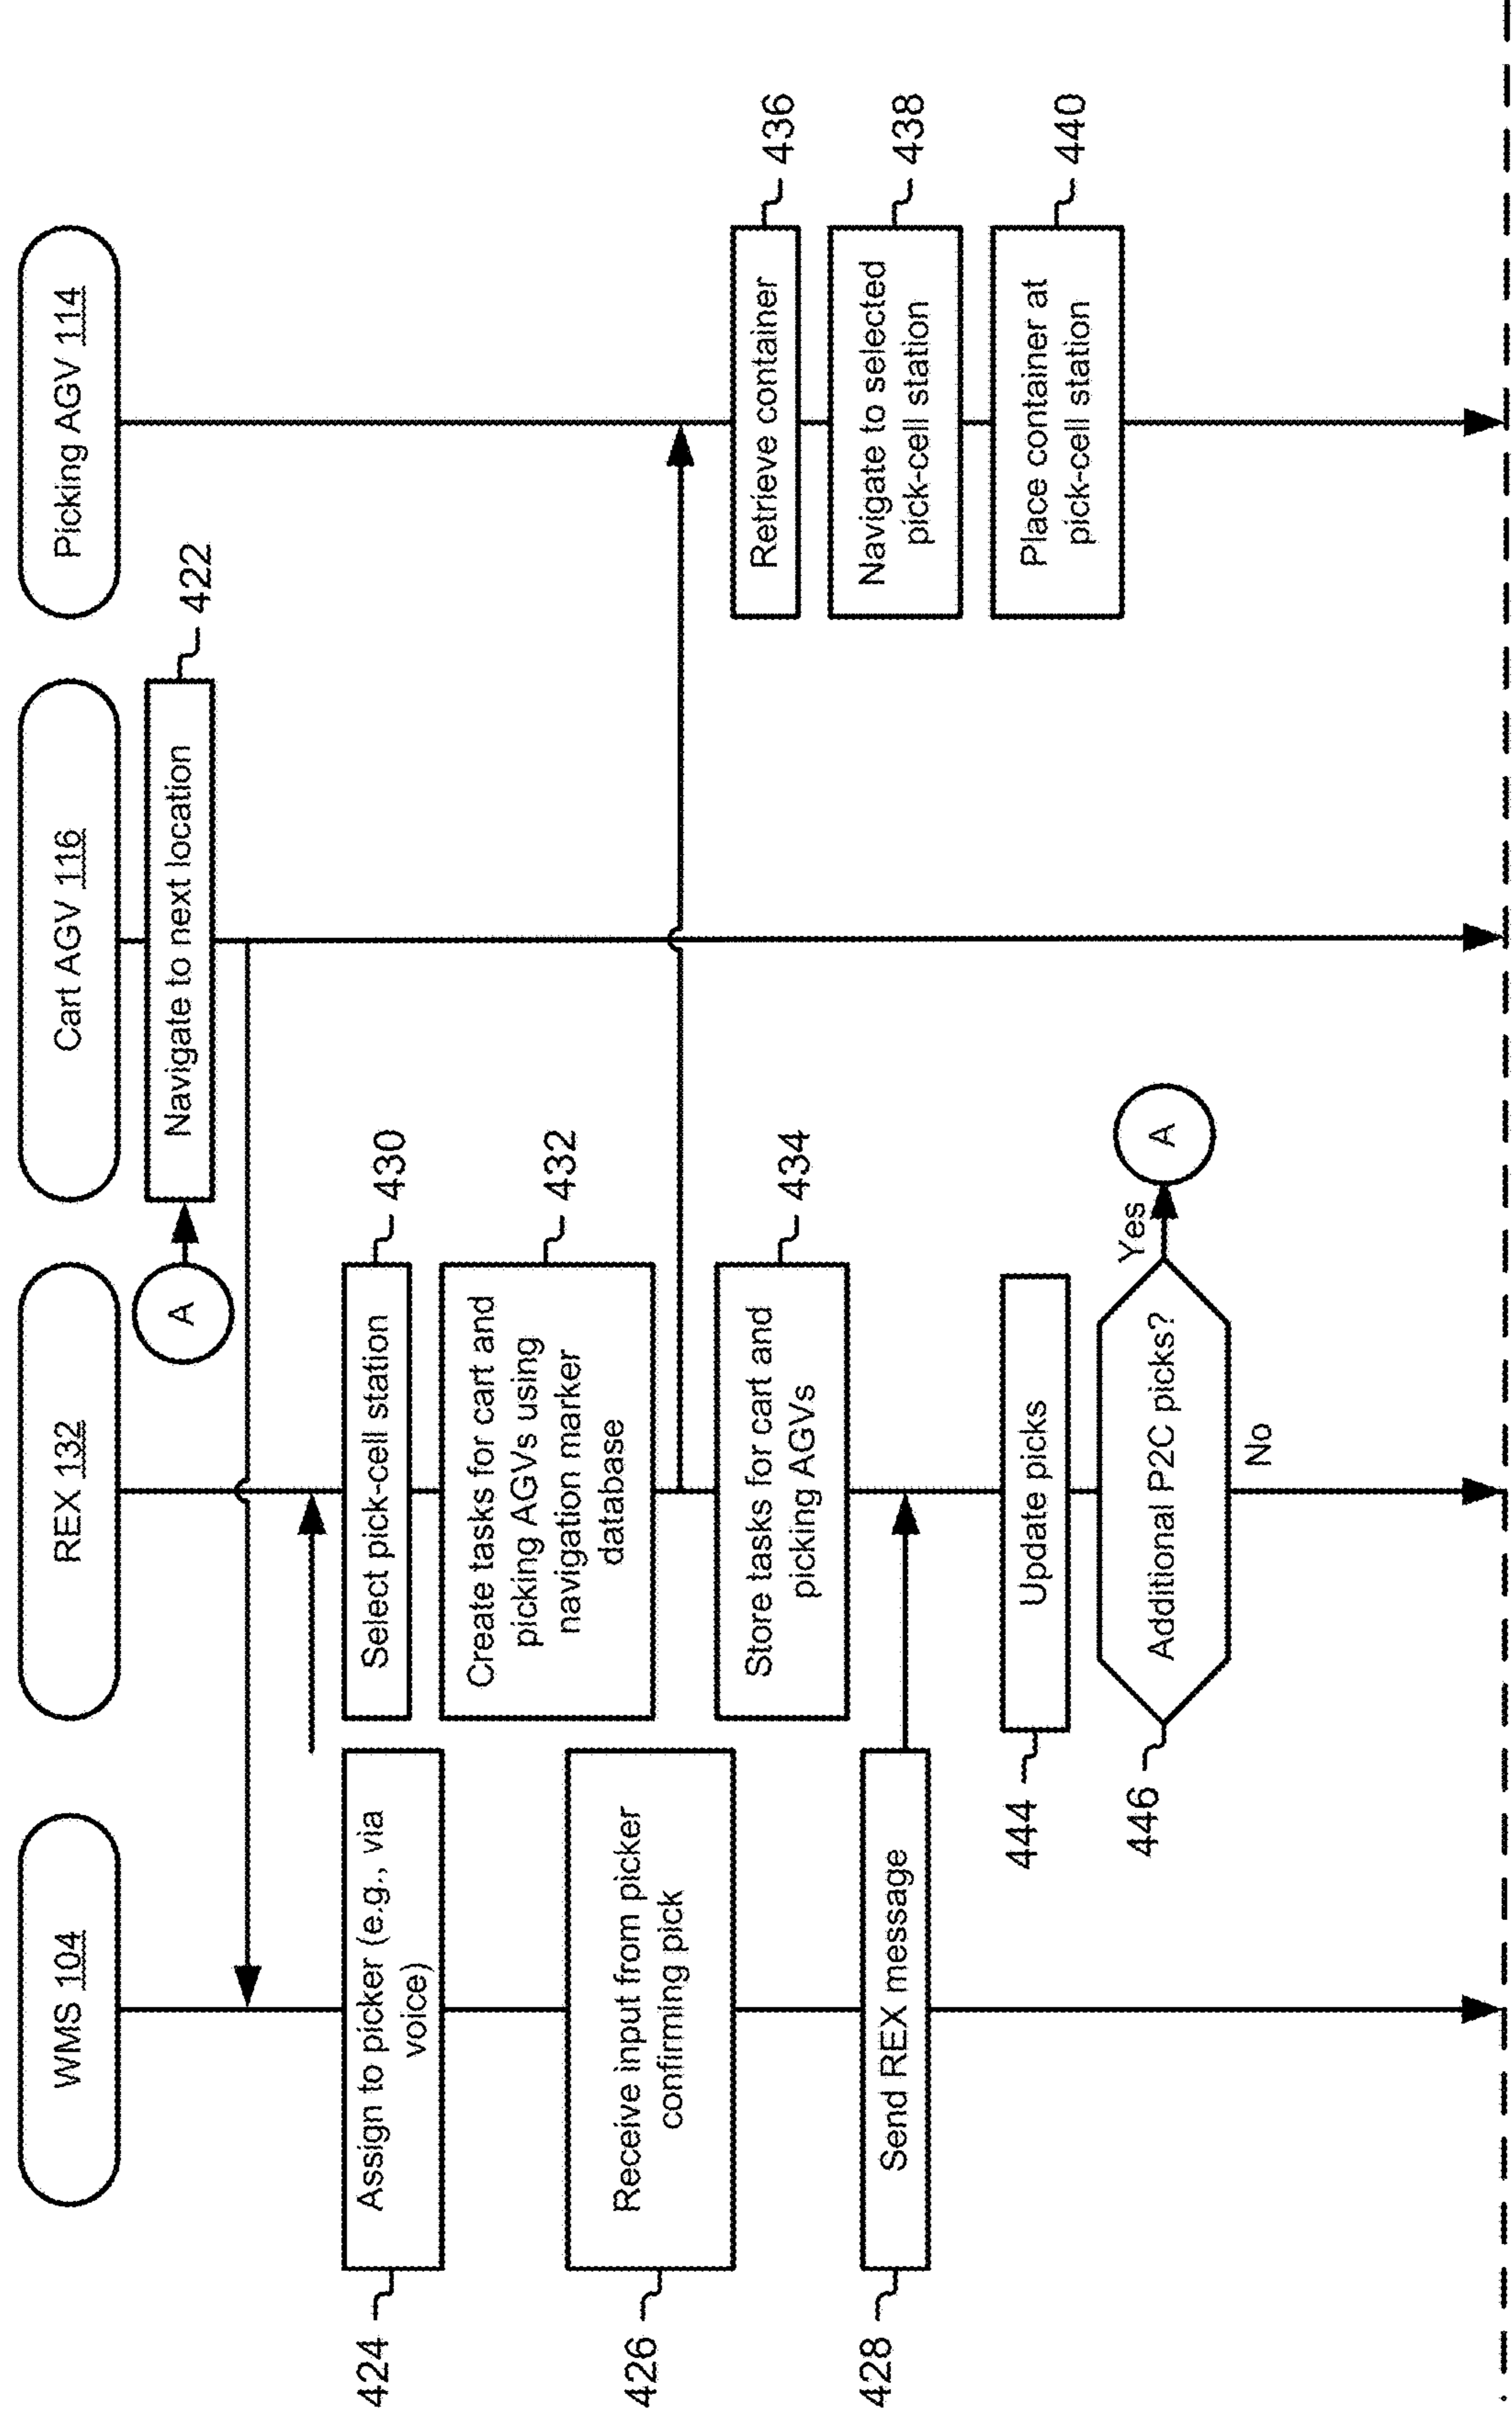 WMS 104
REX 132
Cart AGV 116
Picking AGV 114
A
Navigate to next location
422
424
Assign to picker (e.g., via
voice)
Select pick-cell station
430
Create tasks for cart and
picking AGVs using
navigation marker
database
432
426
Receive input from picker
confirming pick
Store tasks for cart and
picking AGVs
434
Retrieve container
436
Navigate to selected
pick-cell station
438
428
Send REX message
Place container at
pick-cell station
440
444
Update picks
446
Additional P2C picks?
Yes
A
No